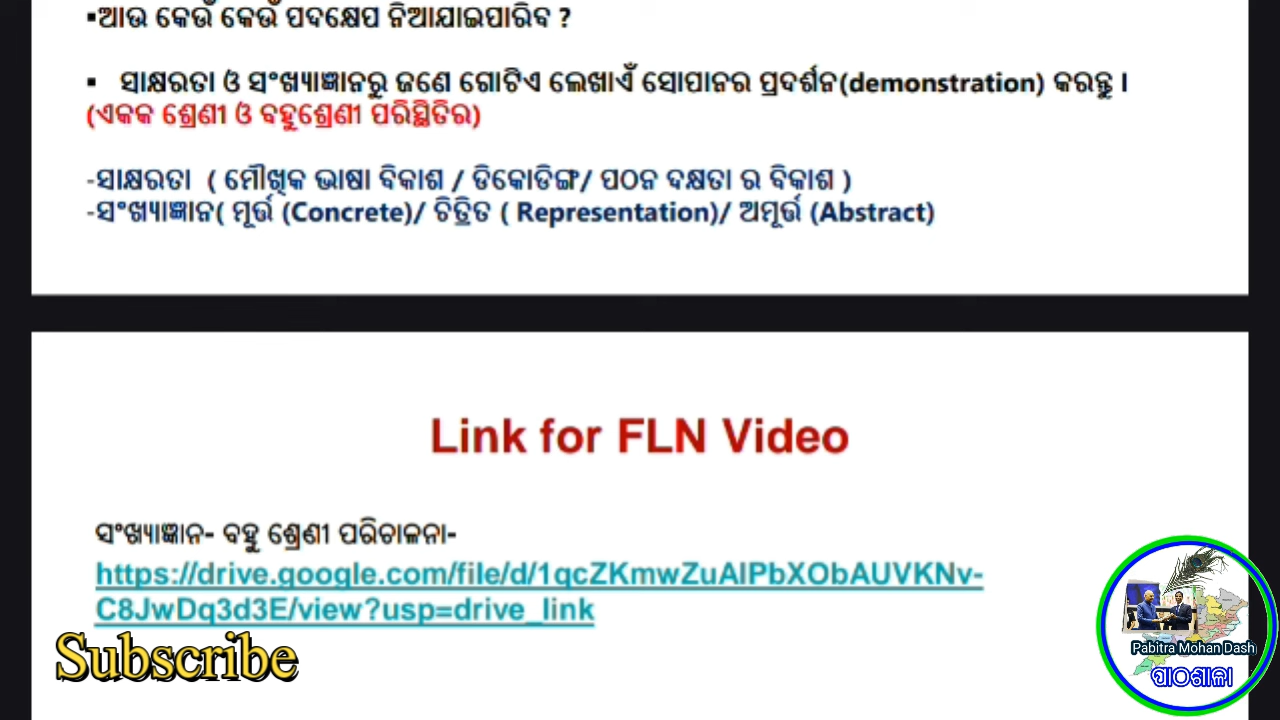 ▪ଆଉ କେଉଁ କେଉଁ ପଦକ୍ଷେପ ନିଆଯାଇପାରିବ ?
▪ ସାକ୍ଷରତା ଓ ସଂଖ୍ୟାଜ୍ଞାନରୁ ଜଣେ ଗୋଟିଏ ଲେଖାଏଁ ସୋପାନର ପ୍ରଦର୍ଶନ(demonstration) କରନ୍ତୁ ।
(ଏକକ ଶ୍ରେଣୀ ଓ ବହୁଶ୍ରେଣୀ ପରିସ୍ଥିତିର)
-ସାକ୍ଷରତା ( ମୌଖିକ ଭାଷା ବିକାଶ / ଡିକୋଡିଙ୍ଗ/ ପଠନ ଦକ୍ଷତା ର ବିକାଶ )
-ସଂଖ୍ୟାଜ୍ଞାନ( ମୂର୍ତ୍ତ (Concrete)/ ଚିତ୍ରିତ ( Representation)/ ଅମୂର୍ତ୍ତ (Abstract)
Link for FLN Video
ସଂଖ୍ୟାଜ୍ଞାନ- ବହୁ ଶ୍ରେଣୀ ପରିଚାଳନା-
https://drive.google.com/file/d/1qcZKmwZuAlPbXObAUVKNv-
C8JwDq3d3E/view?usp=drive_link
Subscribe
Pabitra Mohan Dash
ପାଠଶାଳା